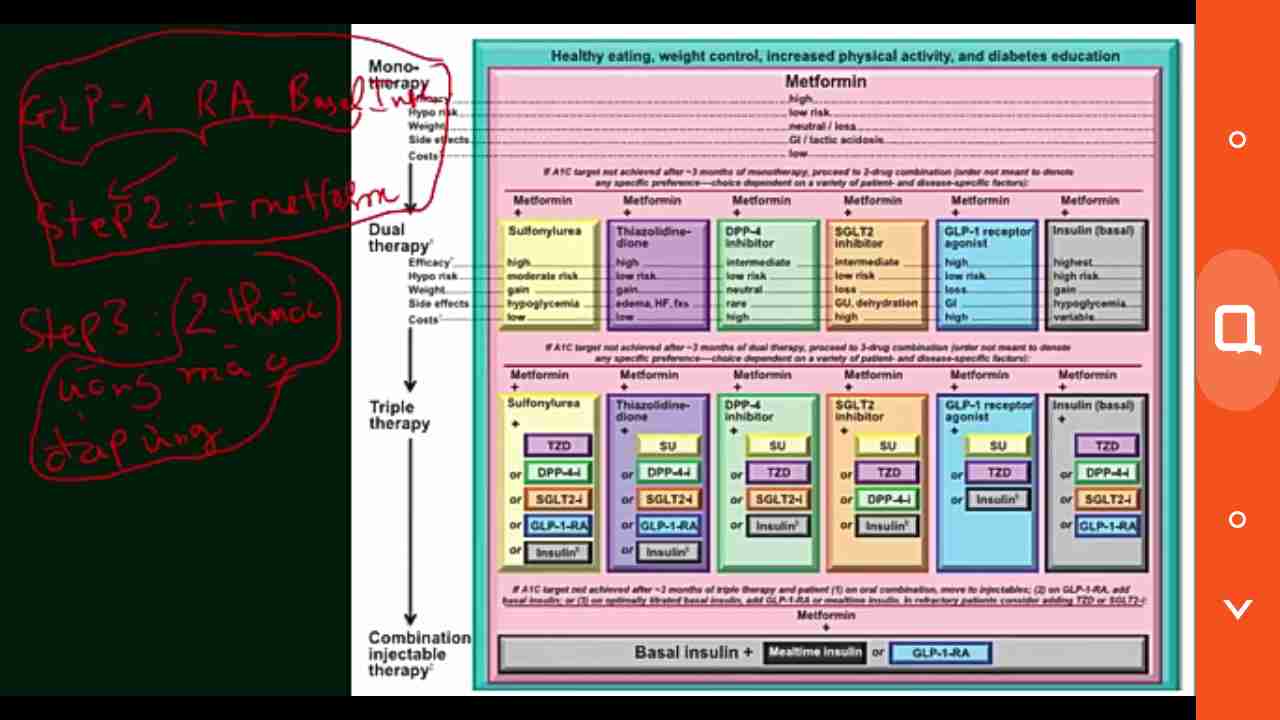 GLP-1 RA, Basal Insu
Step 2 : + metform
Step 3 : 2 thuốc
uống mà o
đáp ứng
Healthy eating, weight control, increased physical activity, and diabetes education
Mono-
therapy
Metformin
high
Hypo risk low risk
Weight neutral / loss
Side effects GI / lactic acidosis
Costs low
If A1C target not achieved after ~3 months of monotherapy, proceed to 2-drug combination (order not meant to denote
any specific preference—choice dependent on a variety of patient- and disease-specific factors):
Metformin Metformin Metformin Metformin Metformin Metformin
+ + + + + +
Dual
therapy†
Sulfonylurea Thiazolidine- DPP-4 SGLT2 GLP-1 receptor Insulin (basal)
dione inhibitor inhibitor agonist
Efficacy* high high intermediate intermediate high highest
Hypo risk moderate risk low risk low risk low risk low risk high risk
Weight gain gain neutral loss loss gain
Side effects hypoglycemia edema, HF, fxs rare GU, dehydration GI hypoglycemia
Costs* low low high high high variable
If A1C target not achieved after ~3 months of dual therapy, proceed to 3-drug combination (order not meant to denote
any specific preference—choice dependent on a variety of patient- and disease-specific factors):
Metformin Metformin Metformin Metformin Metformin Metformin
+ + + + + +
Triple
therapy
Sulfonylurea Thiazolidine- DPP-4 SGLT2 GLP-1 receptor Insulin (basal)
dione inhibitor inhibitor agonist
+ + + + + +
TZD SU SU SU SU TZD
or DPP-4-i or DPP-4-i or TZD or TZD or TZD or DPP-4-i
or SGLT2-i or SGLT2-i or SGLT2-i or DPP-4-i or Insulin§ or SGLT2-i
or GLP-1-RA or GLP-1-RA or Insulin§ or Insulin§ or GLP-1-RA
or Insulin§ or Insulin§
If A1C target not achieved after ~3 months of triple therapy and patient (1) on oral combination, move to injectables; (2) on GLP-1-RA, add
basal insulin; or (3) on optimally titrated basal insulin, add GLP-1-RA or mealtime insulin. In refractory patients consider adding TZD or SGLT2-i:
Metformin
+
Combination
injectable
therapy‡
Basal insulin + Mealtime insulin or GLP-1-RA